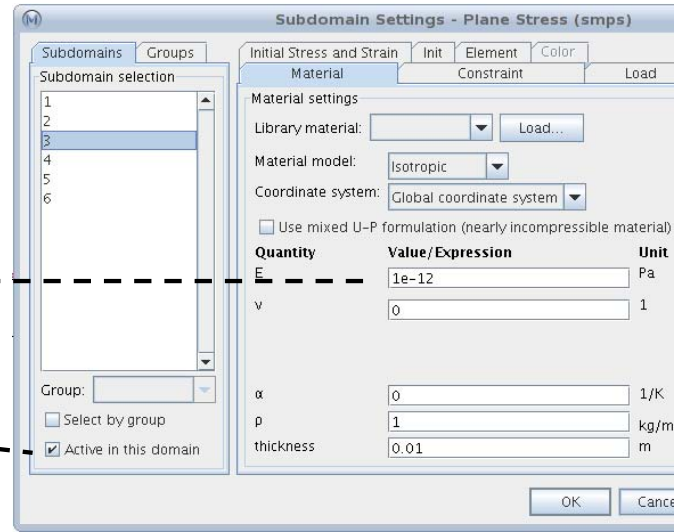 Subdomain Settings - Plane Stress (smps)
Subdomains Groups
Subdomain selection
1
2
3
4
5
6
Group:
Select by group
Active in this domain
Initial Stress and Strain Init Element Color
Material Constraint Load
Material settings
Library material: Load...
Material model: Isotropic
Coordinate system: Global coordinate system
Use mixed U-P formulation (nearly incompressible material)
Quantity Value/Expression Unit
E 1e-12 Pa
ν 0 1
α 0 1/K
ρ 1 kg/m
thickness 0.01 m
OK Cance